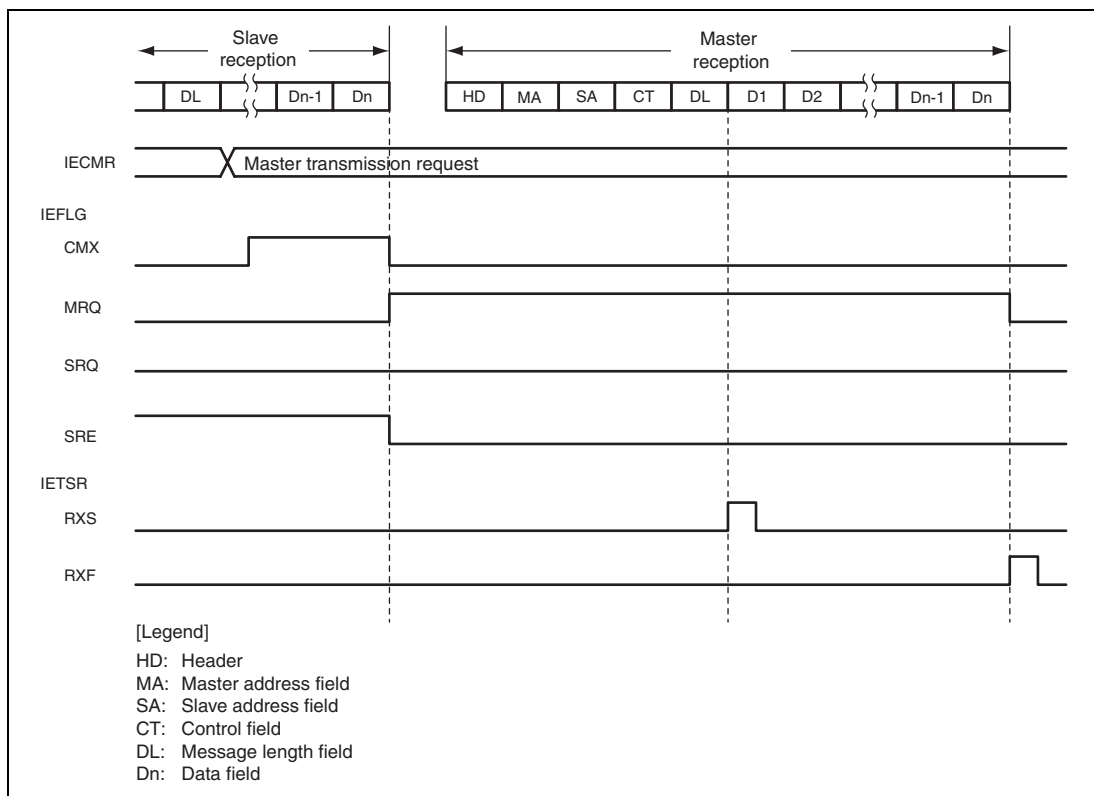 Slave
reception
Master
reception
DL Dn-1 Dn HD MA SA CT DL D1 D2 Dn-1 Dn
IECMR Master transmission request
IEFLG
CMX
MRQ
SRQ
SRE
IETSR
RXS
RXF
[Legend]
HD: Header
MA: Master address field
SA: Slave address field
CT: Control field
DL: Message length field
Dn: Data field